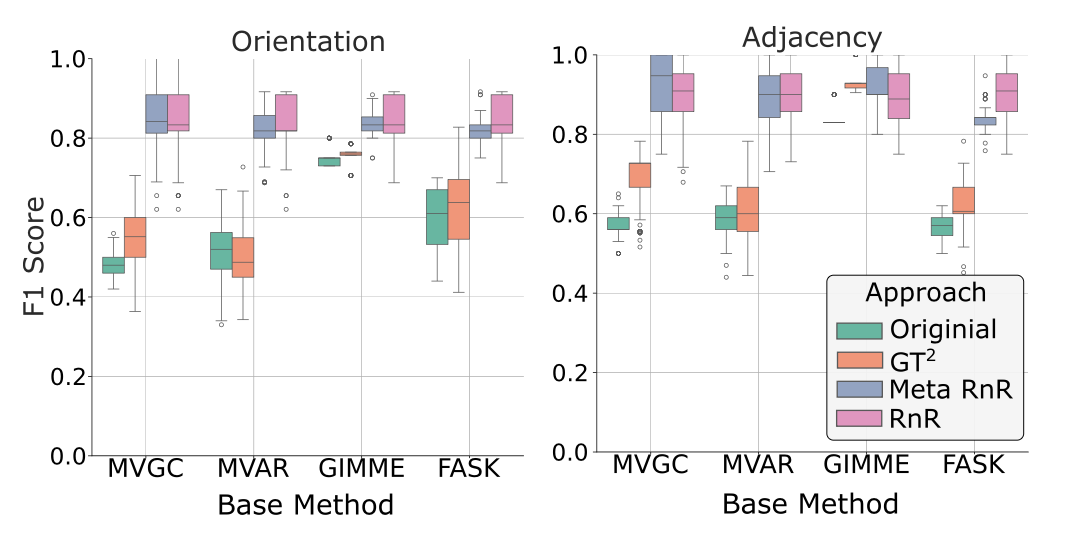 Orientation
Adjacency
1.0
0.8
0.6
0.4
0.2
0.0
F1 Score
MVGC MVAR GIMME FASK
Base Method
1.0
0.8
0.6
0.4
0.2
0.0
MVGC MVAR GIMME FASK
Base Method
Approach
Originial
GT²
Meta RnR
RnR